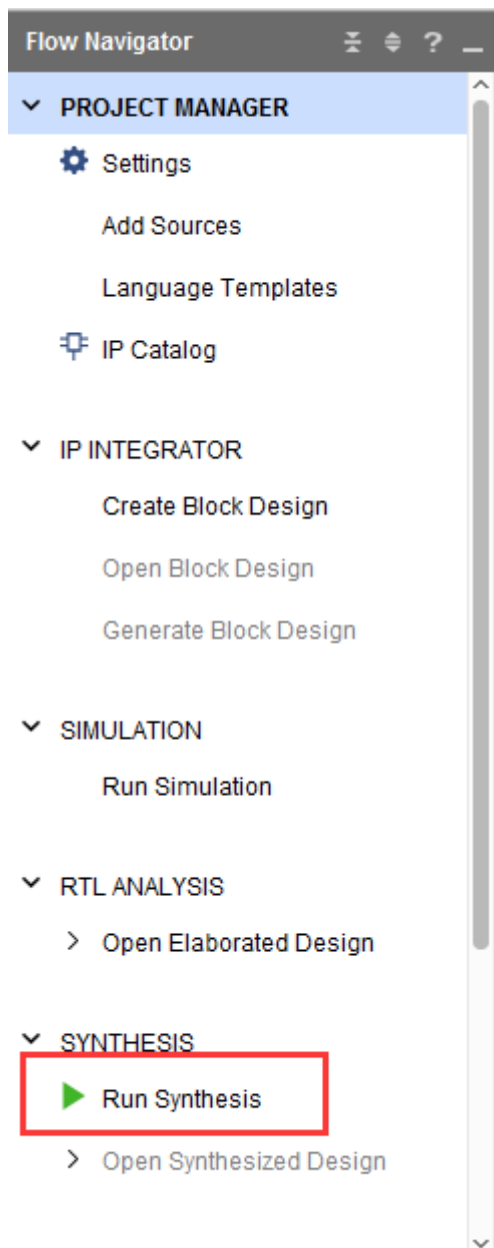 Flow Navigator ?
PROJECT MANAGER
Settings
Add Sources
Language Templates
IP Catalog
IP INTEGRATOR
Create Block Design
Open Block Design
Generate Block Design
SIMULATION
Run Simulation
RTL ANALYSIS
Open Elaborated Design
SYNTHESIS
Run Synthesis
Open Synthesized Design